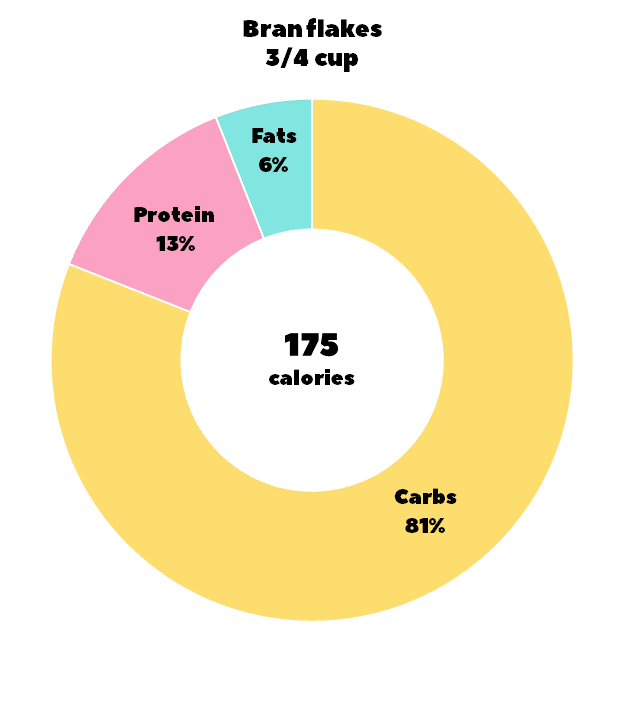 Bran flakes
3/4 cup
Fats
6%
Protein
13%
175
calories
Carbs
81%